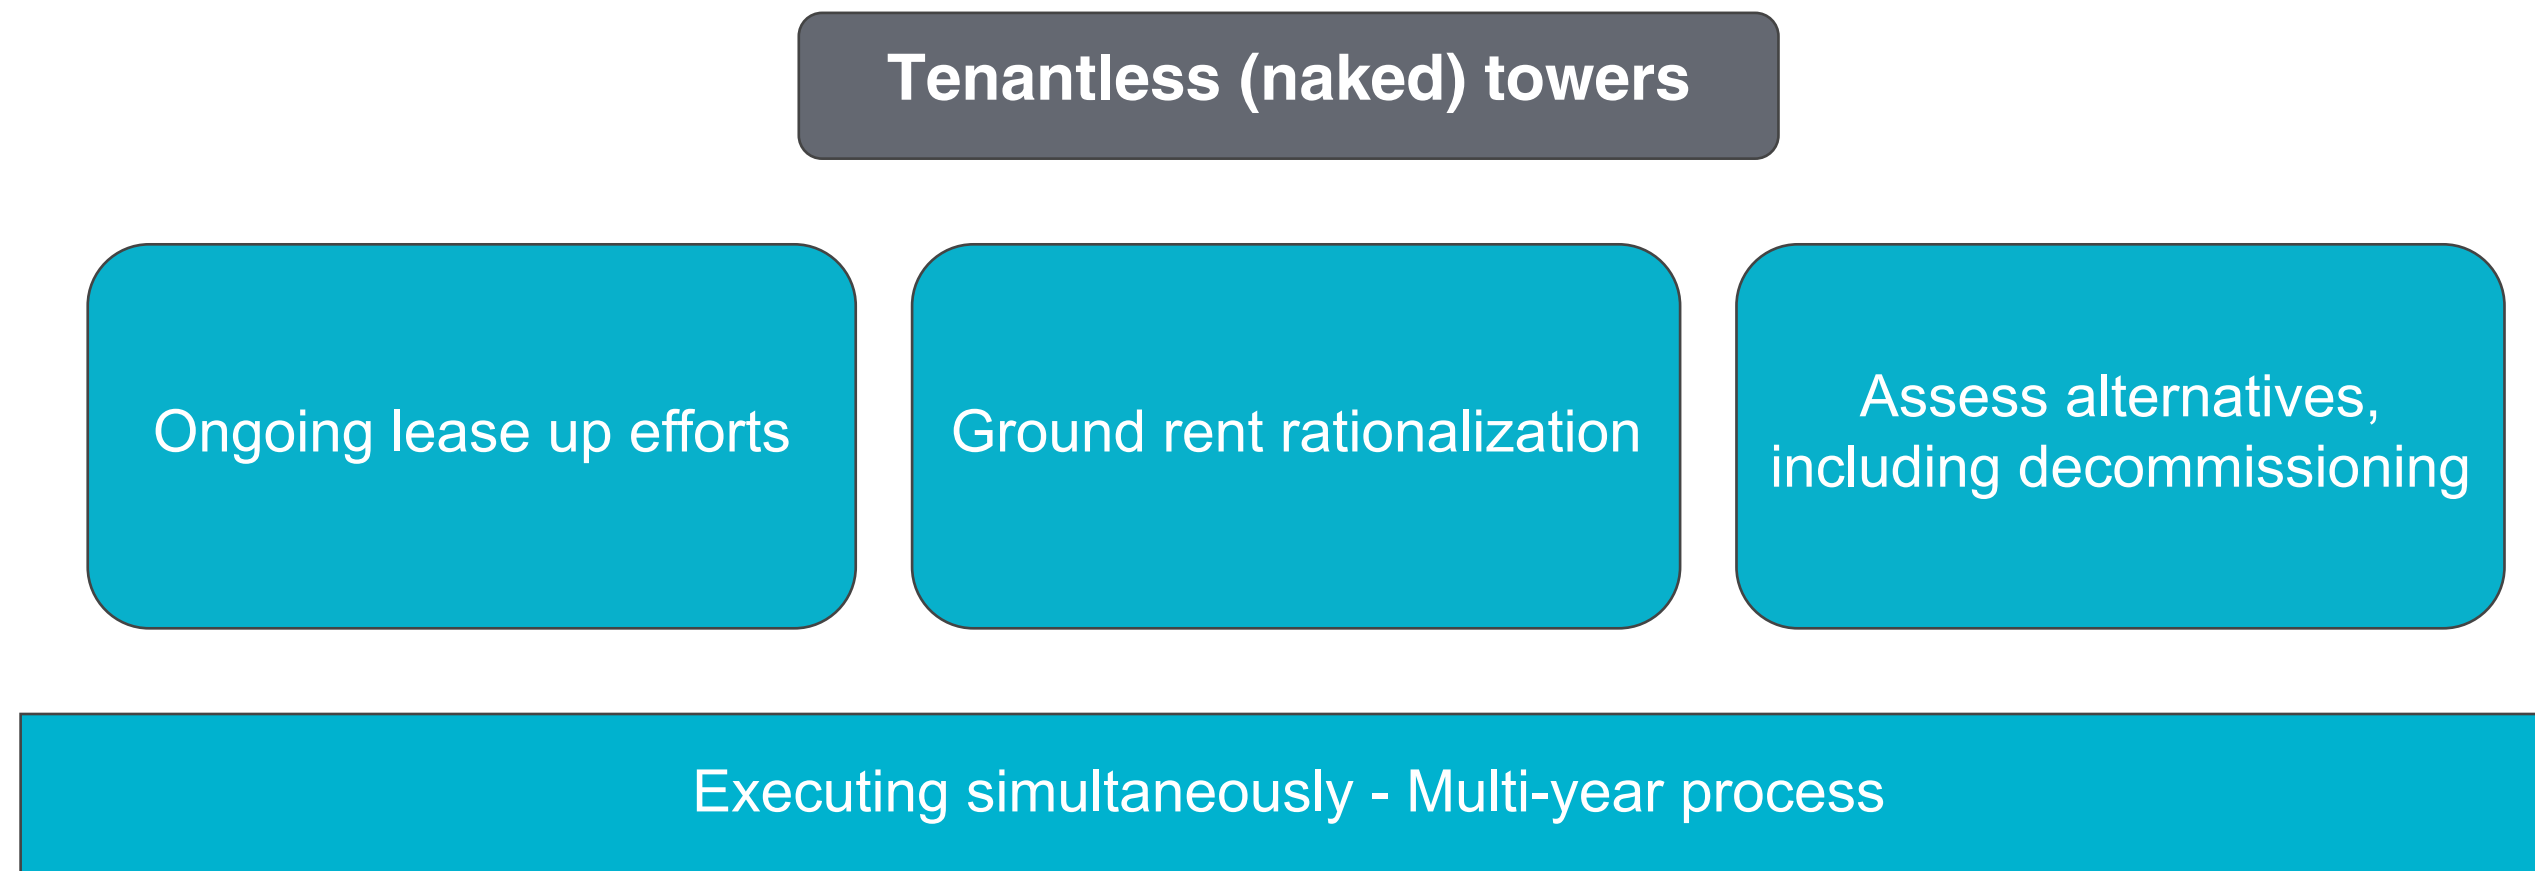 Tenantless (naked) towers
Ongoing lease up efforts
Ground rent rationalization
Assess alternatives,
including decommissioning
Executing simultaneously - Multi-year process